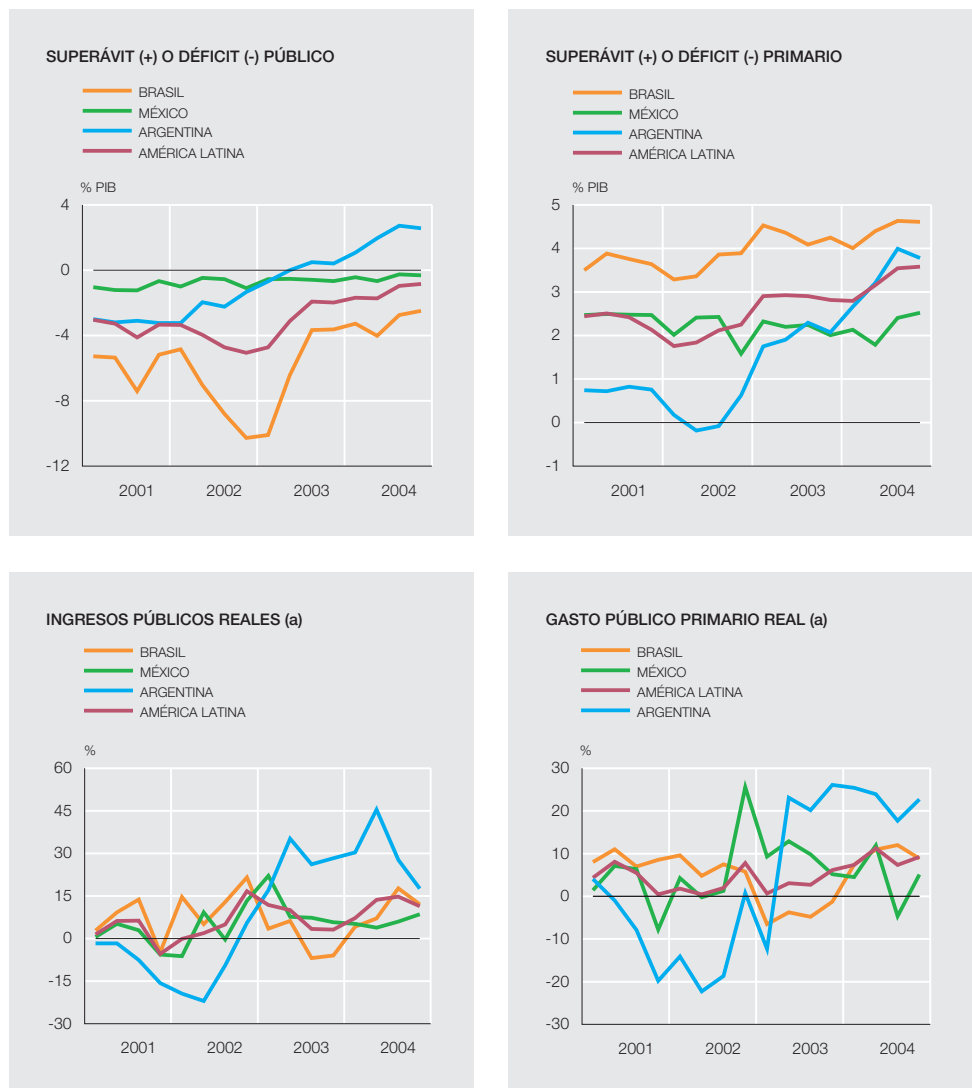 SUPERÁVIT (+) O DÉFICIT (-) PÚBLICO
BRASIL
MÉXICO
ARGENTINA
AMÉRICA LATINA
% PIB
4
0
-4
-8
-12
2001 2002 2003 2004
SUPERÁVIT (+) O DÉFICIT (-) PRIMARIO
BRASIL
MÉXICO
ARGENTINA
AMÉRICA LATINA
% PIB
5
4
3
2
1
0
-1
2001 2002 2003 2004
INGRESOS PÚBLICOS REALES (a)
BRASIL
MÉXICO
ARGENTINA
AMÉRICA LATINA
%
60
45
30
15
0
-15
-30
2001 2002 2003 2004
GASTO PÚBLICO PRIMARIO REAL (a)
BRASIL
MÉXICO
AMÉRICA LATINA
ARGENTINA
%
30
20
10
0
-10
-20
-30
2001 2002 2003 2004